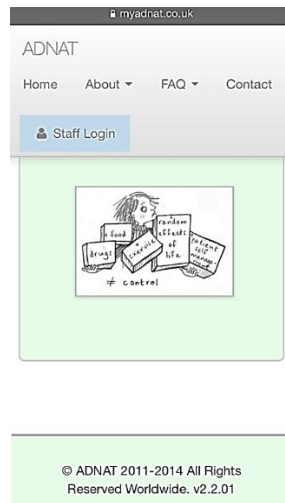 myadnat.co.uk
ADNAT
Home About FAQ Contact
Staff Login
+ food
drugs
+ exercise
+ random
effects
of
life
+ patient
self
manage-
ment
≠ control
© ADNAT 2011-2014 All Rights
Reserved Worldwide. v2.2.01